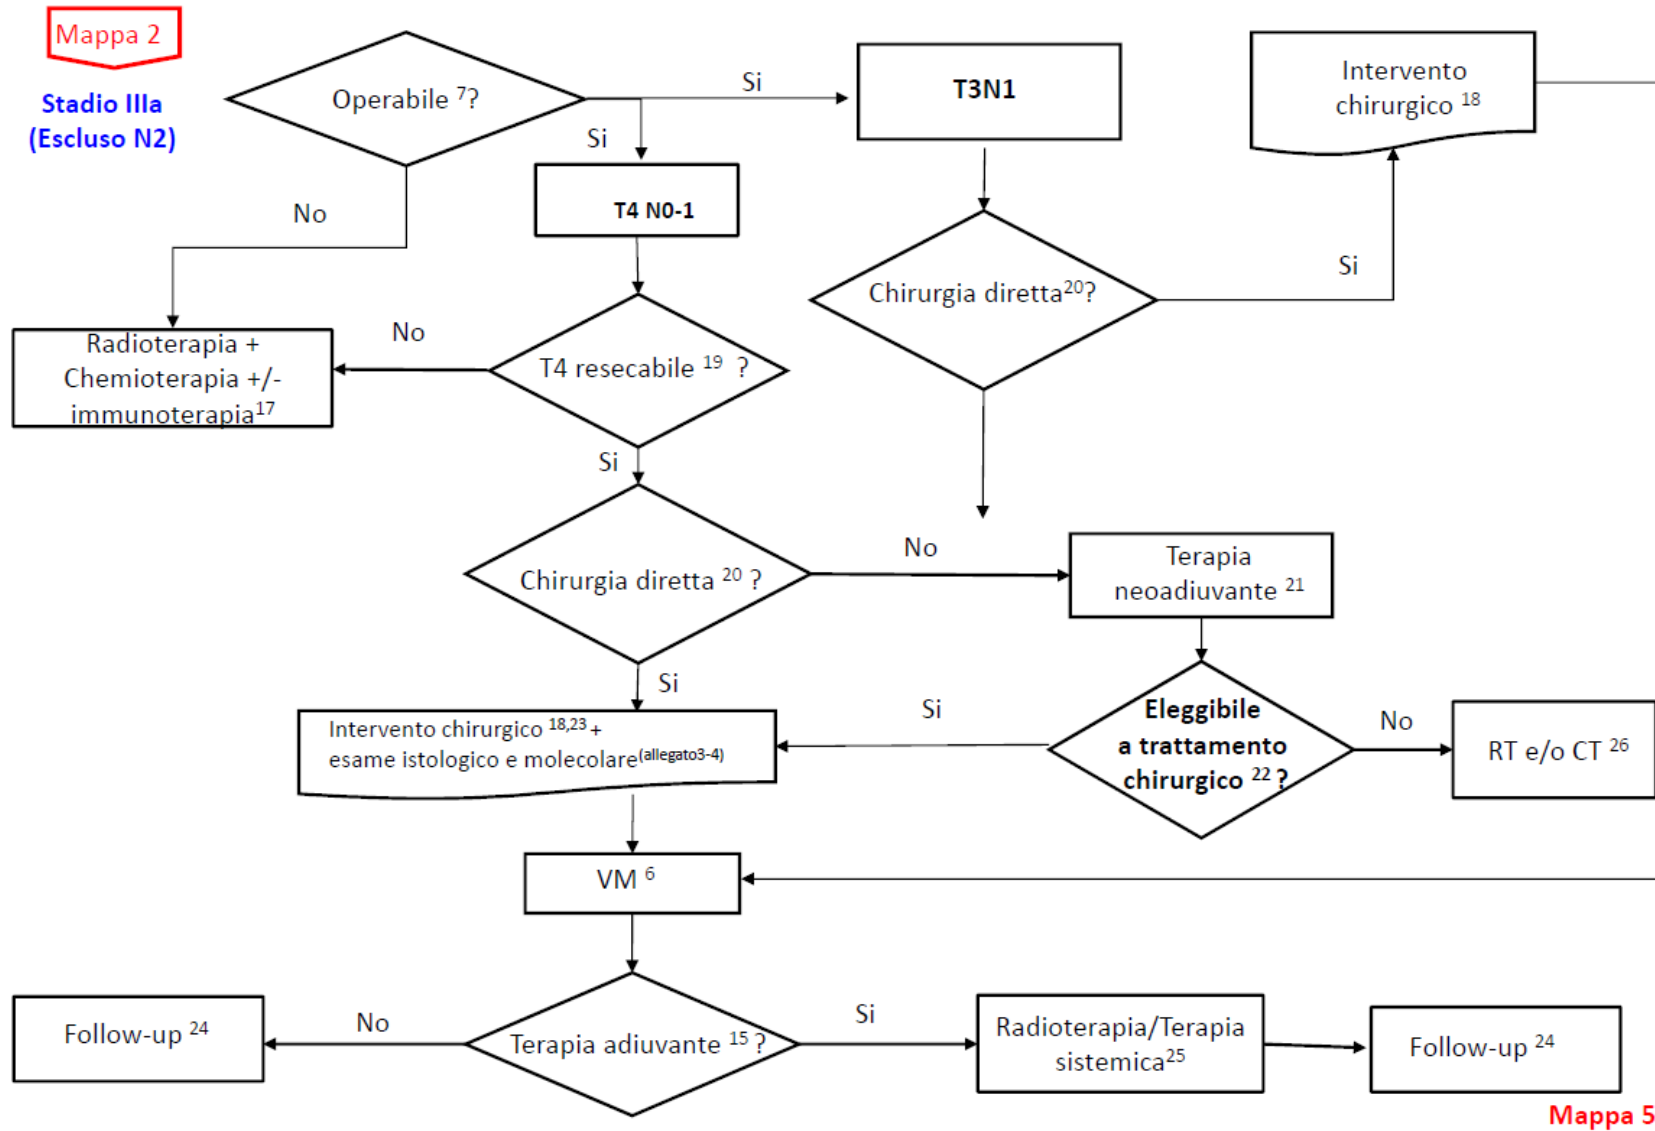 Mappa 2
Stadio IIIa
(Escluso N2)
Operabile 7?
Si
T3N1
Intervento
chirurgico 18
Si
No
T4 N0-1
Chirurgia diretta20?
Si
Radioterapia +
Chemioterapia +/-
immunoterapia17
No
T4 resecabile 19 ?
Si
Chirurgia diretta 20 ?
No
Terapia
neoadiuvante 21
Si
Intervento chirurgico 18,23 +
esame istologico e molecolare(allegato3-4)
Si
Eleggibile
a trattamento
chirurgico 22 ?
No
RT e/o CT 26
VM 6
Follow-up 24
No
Terapia adiuvante 15 ?
Si
Radioterapia/Terapia
sistemica25
Follow-up 24
Mappa 5